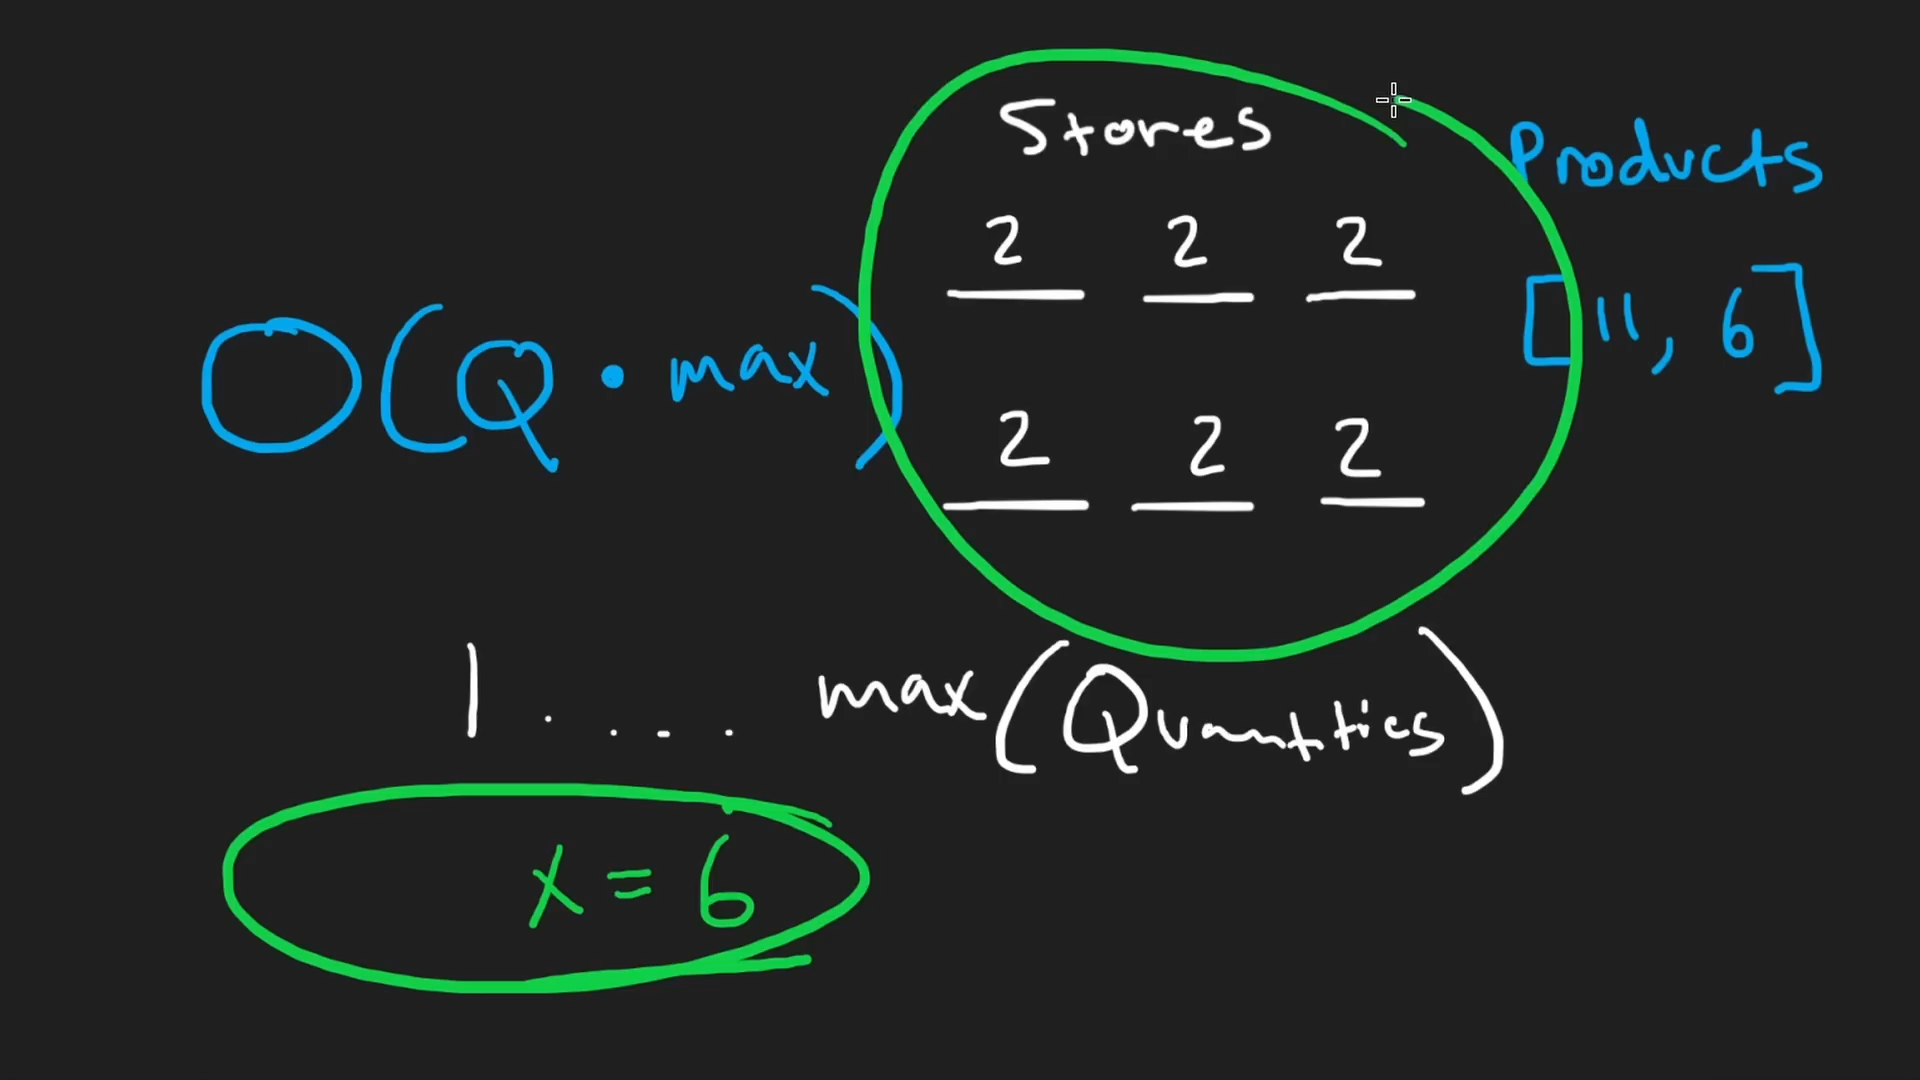 Stores
Products
2 2 2
[11, 6]
O(Q · max)
2 2 2
1 . . . . max(Quantities)
x = 6